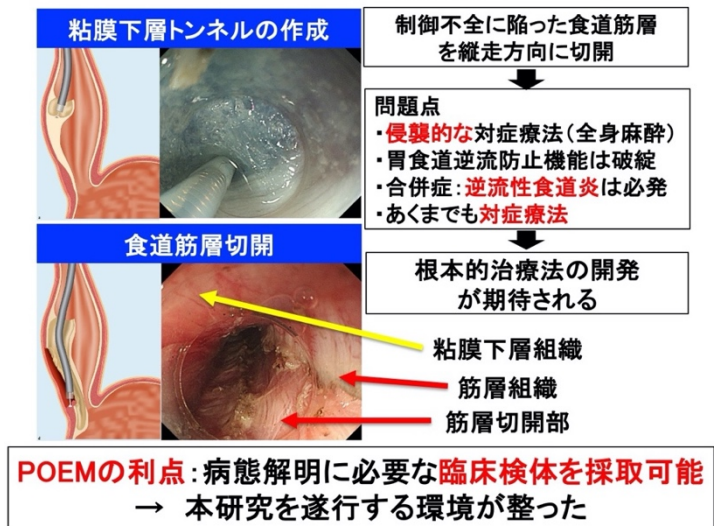 粘膜下層トンネルの作成
制御不全に陥った食道筋層
を縦走方向に切開
問題点
・侵襲的な対症療法(全身麻酔)
・胃食道逆流防止機能は破綻
・合併症:逆流性食道炎は必発
・あくまでも対症療法
食道筋層切開
根本的治療法の開発
が期待される
粘膜下層組織
筋層組織
筋層切開部
POEMの利点:病態解明に必要な臨床検体を採取可能
→ 本研究を遂行する環境が整った